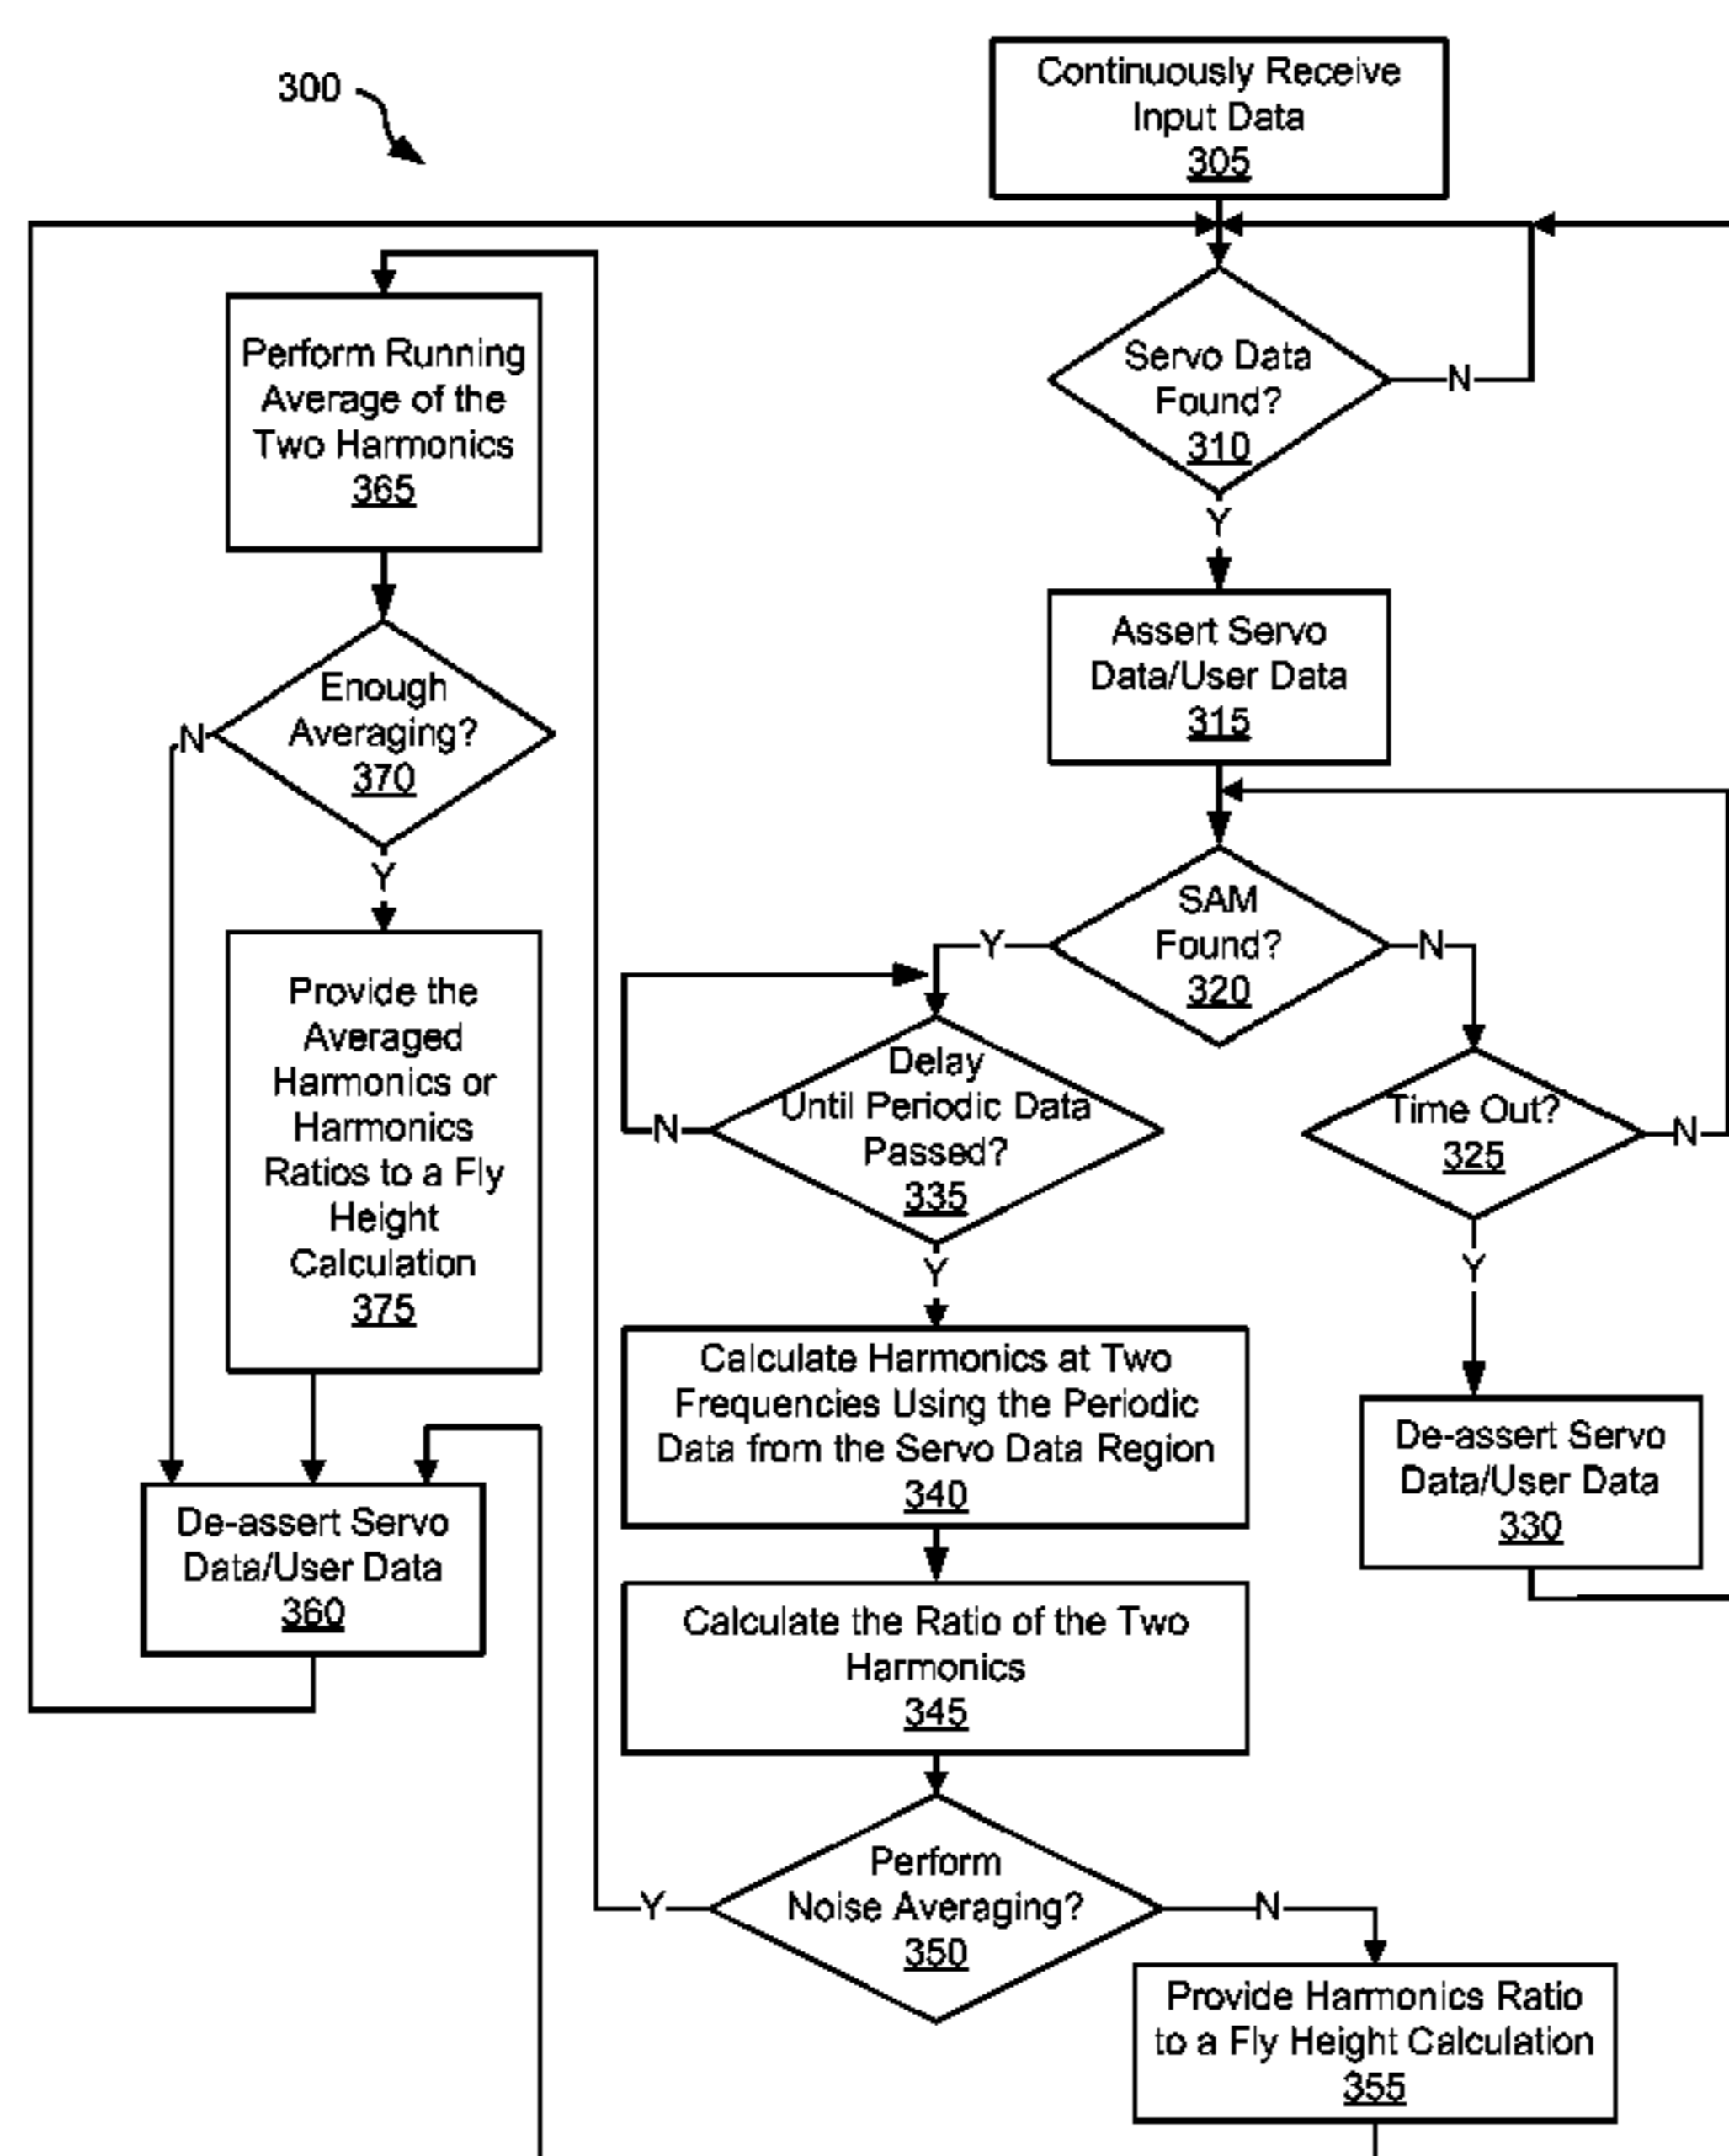 300
Continuously Receive
Input Data
305
Servo Data
Found?
310
N
Y
Assert Servo
Data/User Data
315
SAM
Found?
320
Y
N
Time Out?
325
N
Y
De-assert Servo
Data/User Data
330
Delay
Until Periodic Data
Passed?
335
N
Y
Calculate Harmonics at Two
Frequencies Using the Periodic
Data from the Servo Data Region
340
Calculate the Ratio of the Two
Harmonics
345
Perform
Noise Averaging?
350
Y
N
Provide Harmonics Ratio
to a Fly Height Calculation
355
Perform Running
Average of the
Two Harmonics
365
Enough
Averaging?
370
N
Y
Provide the
Averaged
Harmonics or
Harmonics
Ratios to a Fly
Height
Calculation
375
De-assert Servo
Data/User Data
360